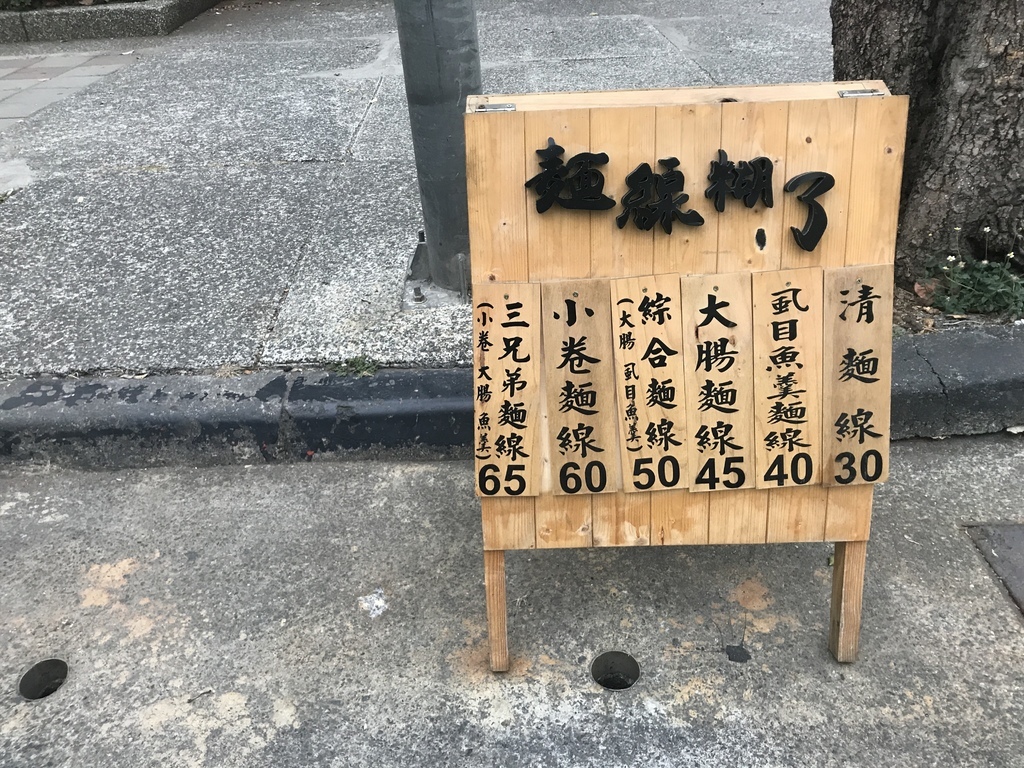 麵線糊了
清麵線
30
虱目魚羹麵線
40
大腸麵線
45
綜合麵線
(大腸 虱目魚羹)
50
小卷麵線
60
三兄弟麵線
(小卷 大腸 魚羹)
65